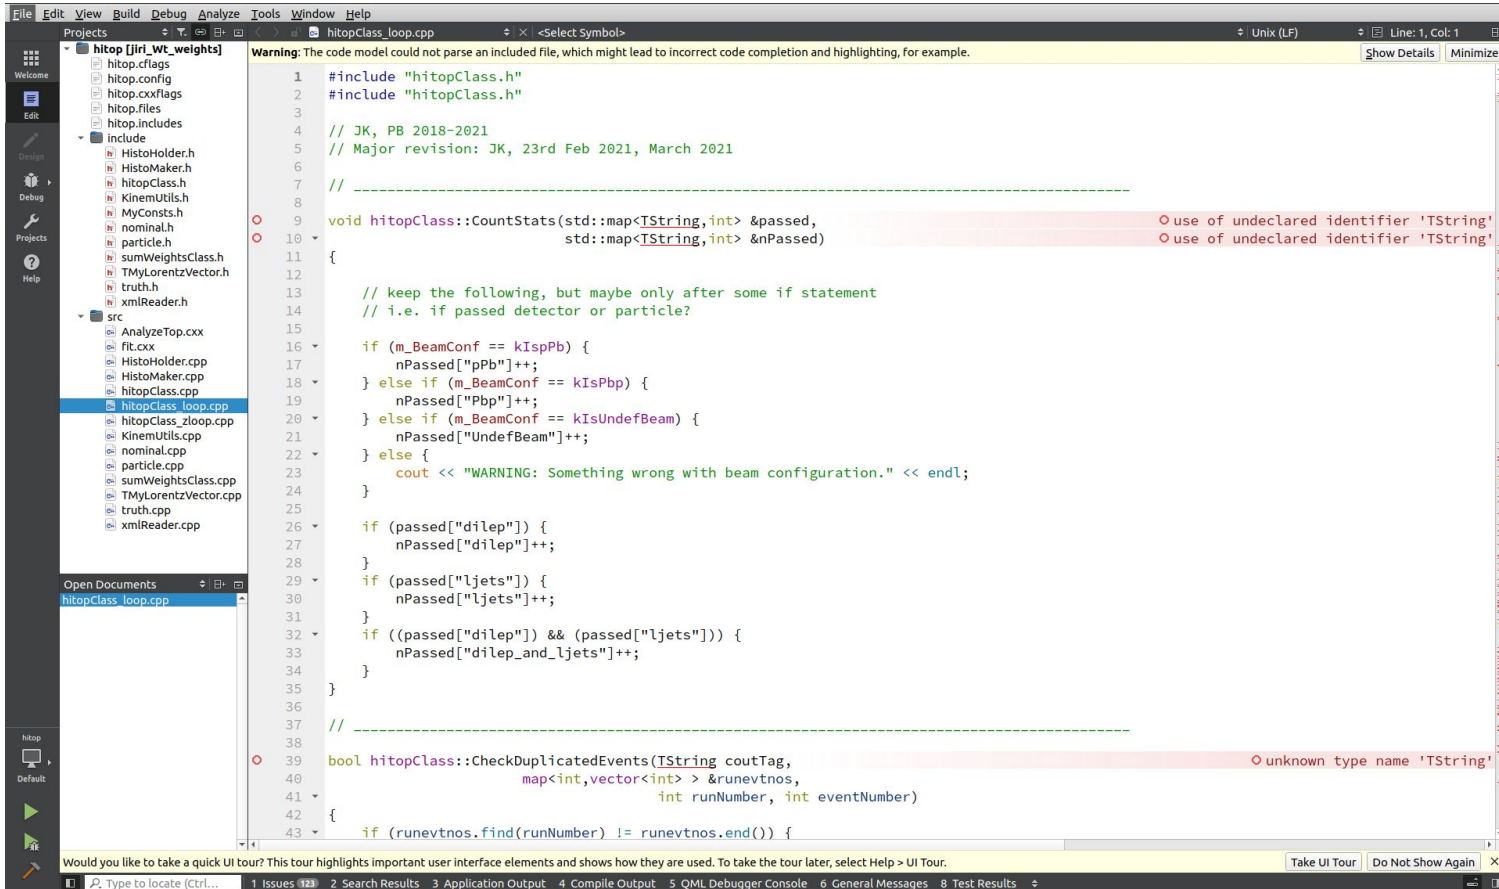 File Edit View Build Debug Analyze Tools Window Help
Projects
hitopClass_loop.cpp
<Select Symbol>
Unix (LF)
Line: 1, Col: 1
Warning: The code model could not parse an included file, which might lead to incorrect code completion and highlighting, for example.
Show Details
Minimize
Welcome
Edit
Design
Debug
Projects
Help
hitop
Default
hitop [jiri_Wt_weights]
hitop.cflags
hitop.config
hitop.cxxflags
hitop.files
hitop.includes
include
HistoHolder.h
HistoMaker.h
hitopClass.h
KinemUtils.h
MyConsts.h
nominal.h
particle.h
sumWeightsClass.h
TMyLorentzVector.h
truth.h
xmlReader.h
src
AnalyzeTop.cxx
fit.cxx
HistoHolder.cpp
HistoMaker.cpp
hitopClass.cpp
hitopClass_loop.cpp
hitopClass_zloop.cpp
KinemUtils.cpp
nominal.cpp
particle.cpp
sumWeightsClass.cpp
TMyLorentzVector.cpp
truth.cpp
xmlReader.cpp
Open Documents
hitopClass_loop.cpp
1 #include "hitopClass.h"
2 #include "hitopClass.h"
3
4 // JK, PB 2018-2021
5 // Major revision: JK, 23rd Feb 2021, March 2021
6
7 // ____________________________________________________________________________________________
8
9 void hitopClass::CountStats(std::map<TString,int> &passed, use of undeclared identifier 'TString'
10 std::map<TString,int> &nPassed) use of undeclared identifier 'TString'
11 {
12
13 // keep the following, but maybe only after some if statement
14 // i.e. if passed detector or particle?
15
16 if (m_BeamConf == kIspPb) {
17 nPassed["pPb"]++;
18 } else if (m_BeamConf == kIsPbp) {
19 nPassed["Pbp"]++;
20 } else if (m_BeamConf == kIsUndefBeam) {
21 nPassed["UndefBeam"]++;
22 } else {
23 cout << "WARNING: Something wrong with beam configuration." << endl;
24 }
25
26 if (passed["dilep"]) {
27 nPassed["dilep"]++;
28 }
29 if (passed["ljets"]) {
30 nPassed["ljets"]++;
31 }
32 if ((passed["dilep"]) && (passed["ljets"])) {
33 nPassed["dilep_and_ljets"]++;
34 }
35 }
36
37 // ____________________________________________________________________________________________
38
39 bool hitopClass::CheckDuplicatedEvents(TString coutTag, unknown type name 'TString'
40 map<int,vector<int> > &runevtnos,
41 int runNumber, int eventNumber)
42 {
43 if (runevtnos.find(runNumber) != runevtnos.end()) {
Would you like to take a quick UI tour? This tour highlights important user interface elements and shows how they are used. To take the tour later, select Help > UI Tour.
Take UI Tour
Do Not Show Again
Type to locate (Ctrl...
1 Issues 123 2 Search Results 3 Application Output 4 Compile Output 5 QML Debugger Console 6 General Messages 8 Test Results